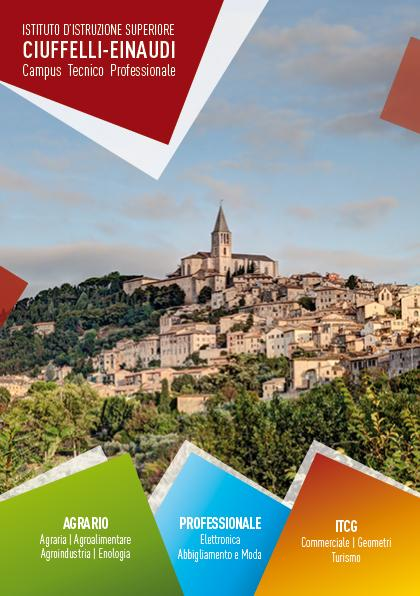 ISTITUTO D'ISTRUZIONE SUPERIORE
CIUFFELLI-EINAUDI
Campus Tecnico Professionale
AGRARIO
Agraria | Agroalimentare
Agroindustria | Enologia
PROFESSIONALE
Elettronica
Abbigliamento e Moda
ITCG
Commerciale | Geometri
Turismo